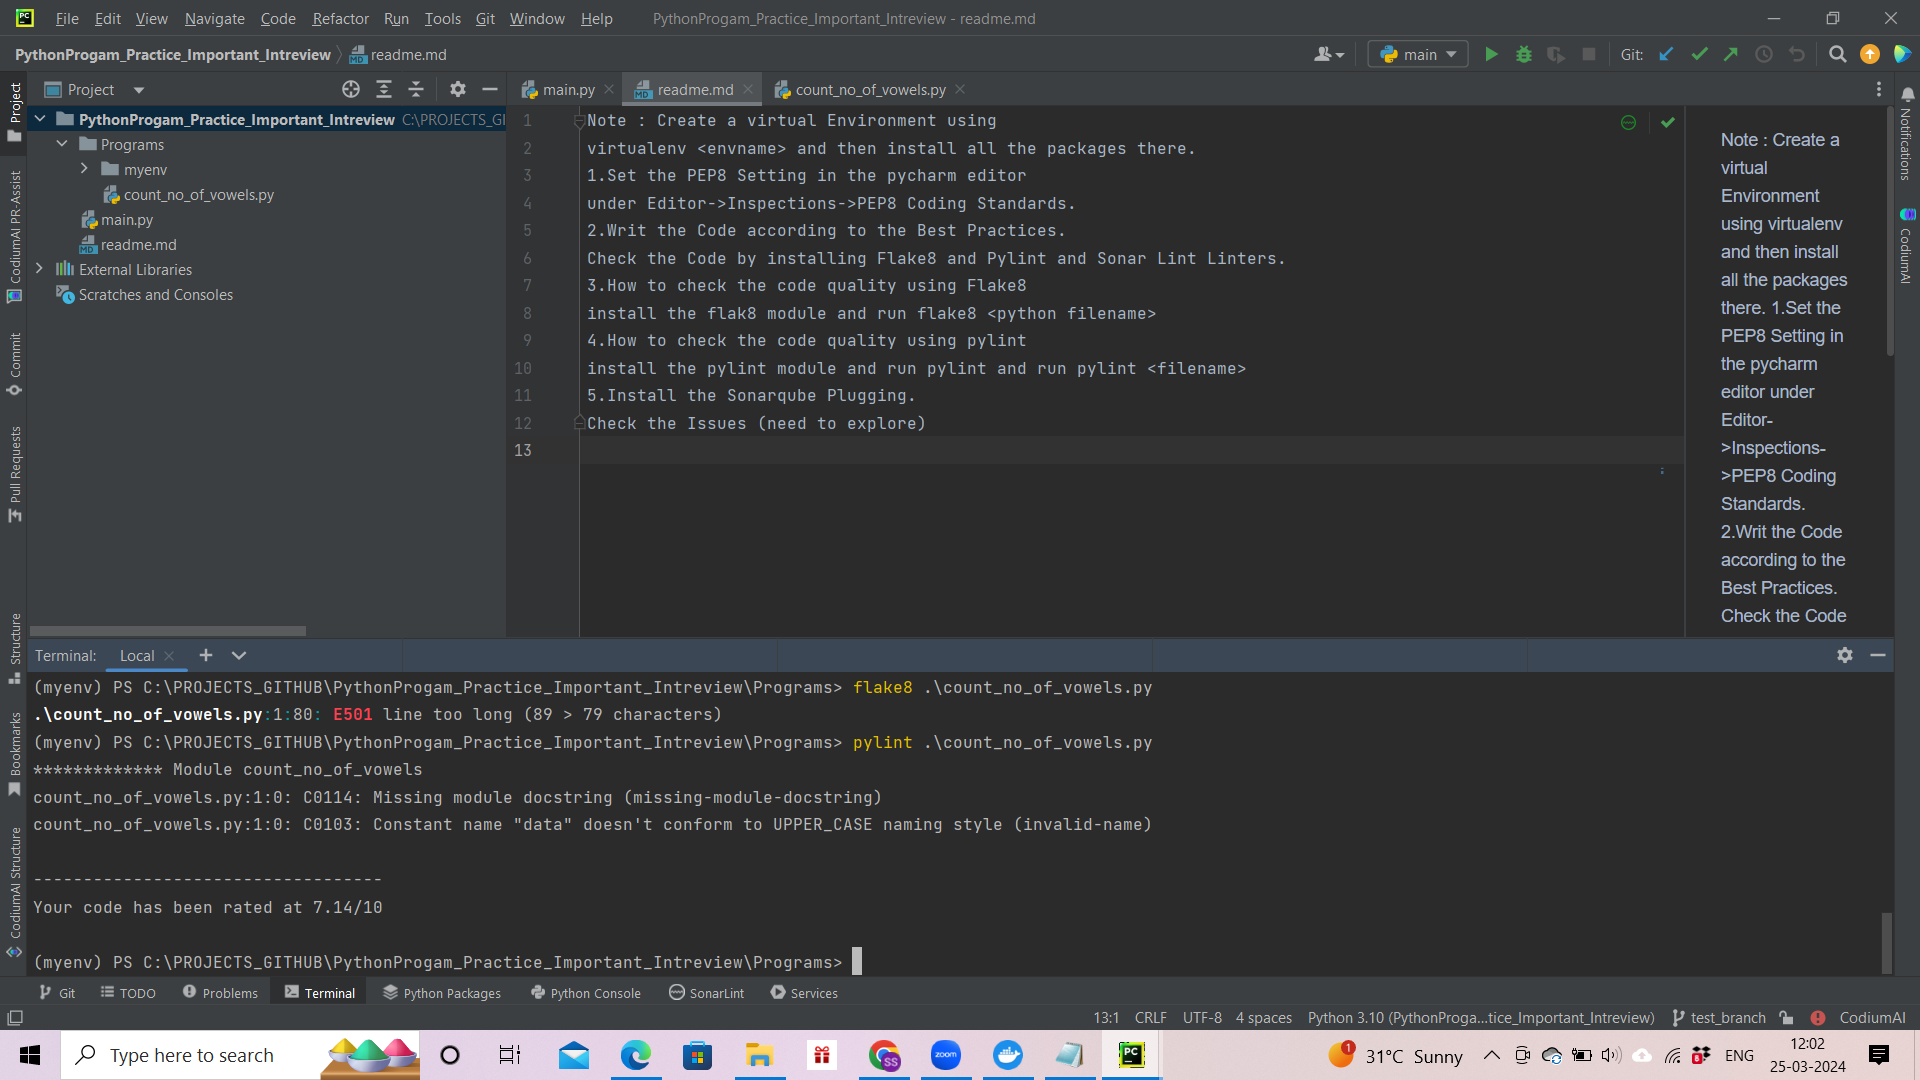 PC File Edit View Navigate Code Refactor Run Tools Git Window Help PythonProgam_Practice_Important_Intreview - readme.md
PythonProgam_Practice_Important_Intreview readme.md main Git:
Project main.py readme.md count_no_of_vowels.py
PythonProgam_Practice_Important_Intreview C:\PROJECTS_GI
Programs
myenv
count_no_of_vowels.py
main.py
readme.md
External Libraries
Scratches and Consoles
Project
CodiumAI PR-Assist
Commit
Pull Requests
Structure
Bookmarks
CodiumAI Structure
1 Note : Create a virtual Environment using
2 virtualenv <envname> and then install all the packages there.
3 1.Set the PEP8 Setting in the pycharm editor
4 under Editor->Inspections->PEP8 Coding Standards.
5 2.Writ the Code according to the Best Practices.
6 Check the Code by installing Flake8 and Pylint and Sonar Lint Linters.
7 3.How to check the code quality using Flake8
8 install the flak8 module and run flake8 <python filename>
9 4.How to check the code quality using pylint
10 install the pylint module and run pylint and run pylint <filename>
11 5.Install the Sonarqube Plugging.
12 Check the Issues (need to explore)
13
Note : Create a
virtual
Environment
using virtualenv
and then install
all the packages
there. 1.Set the
PEP8 Setting in
the pycharm
editor under
Editor-
>Inspections-
>PEP8 Coding
Standards.
2.Writ the Code
according to the
Best Practices.
Check the Code
Notifications
CodiumAI
Terminal: Local
(myenv) PS C:\PROJECTS_GITHUB\PythonProgam_Practice_Important_Intreview\Programs> flake8 .\count_no_of_vowels.py
.\count_no_of_vowels.py:1:80: E501 line too long (89 > 79 characters)
(myenv) PS C:\PROJECTS_GITHUB\PythonProgam_Practice_Important_Intreview\Programs> pylint .\count_no_of_vowels.py
************* Module count_no_of_vowels
count_no_of_vowels.py:1:0: C0114: Missing module docstring (missing-module-docstring)
count_no_of_vowels.py:1:0: C0103: Constant name "data" doesn't conform to UPPER_CASE naming style (invalid-name)
-----------------------------------
Your code has been rated at 7.14/10
(myenv) PS C:\PROJECTS_GITHUB\PythonProgam_Practice_Important_Intreview\Programs>
Git TODO Problems Terminal Python Packages Python Console SonarLint Services
13:1 CRLF UTF-8 4 spaces Python 3.10 (PythonProga...tice_Important_Intreview) test_branch CodiumAI
Type here to search SS zoom PC 1 31°C Sunny ENG 12:02
25-03-2024